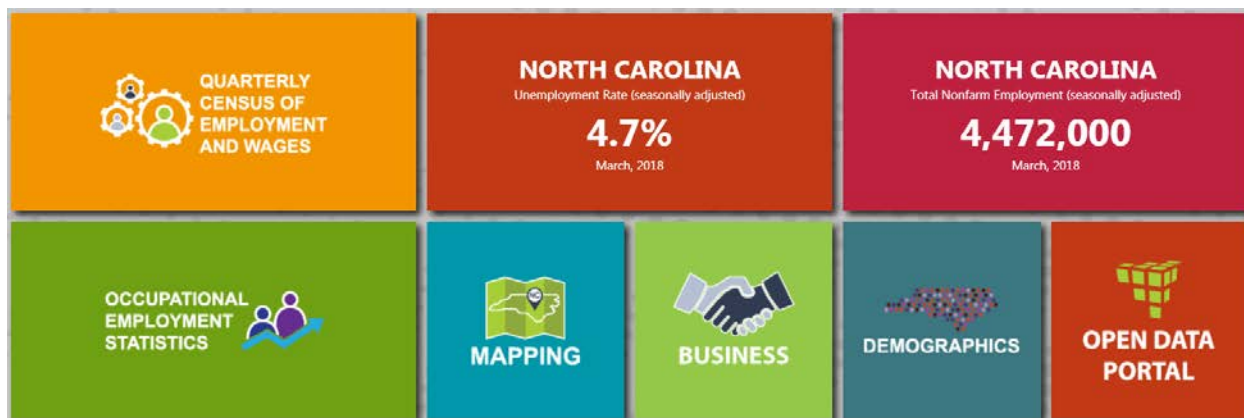 QUARTERLY
CENSUS OF
EMPLOYMENT
AND WAGES
NORTH CAROLINA
Unemployment Rate (seasonally adjusted)
4.7%
March, 2018
NORTH CAROLINA
Total Nonfarm Employment (seasonally adjusted)
4,472,000
March, 2018
OCCUPATIONAL
EMPLOYMENT
STATISTICS
NC
MAPPING
BUSINESS
DEMOGRAPHICS
OPEN DATA
PORTAL